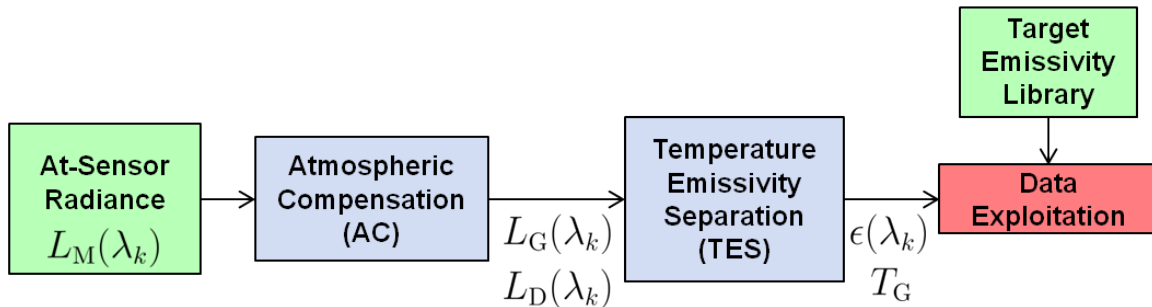 Target
Emissivity
Library
At-Sensor
Radiance
L_M(λ_k)
Atmospheric
Compensation
(AC)
L_G(λ_k)
L_D(λ_k)
Temperature
Emissivity
Separation
(TES)
ϵ(λ_k)
T_G
Data
Exploitation